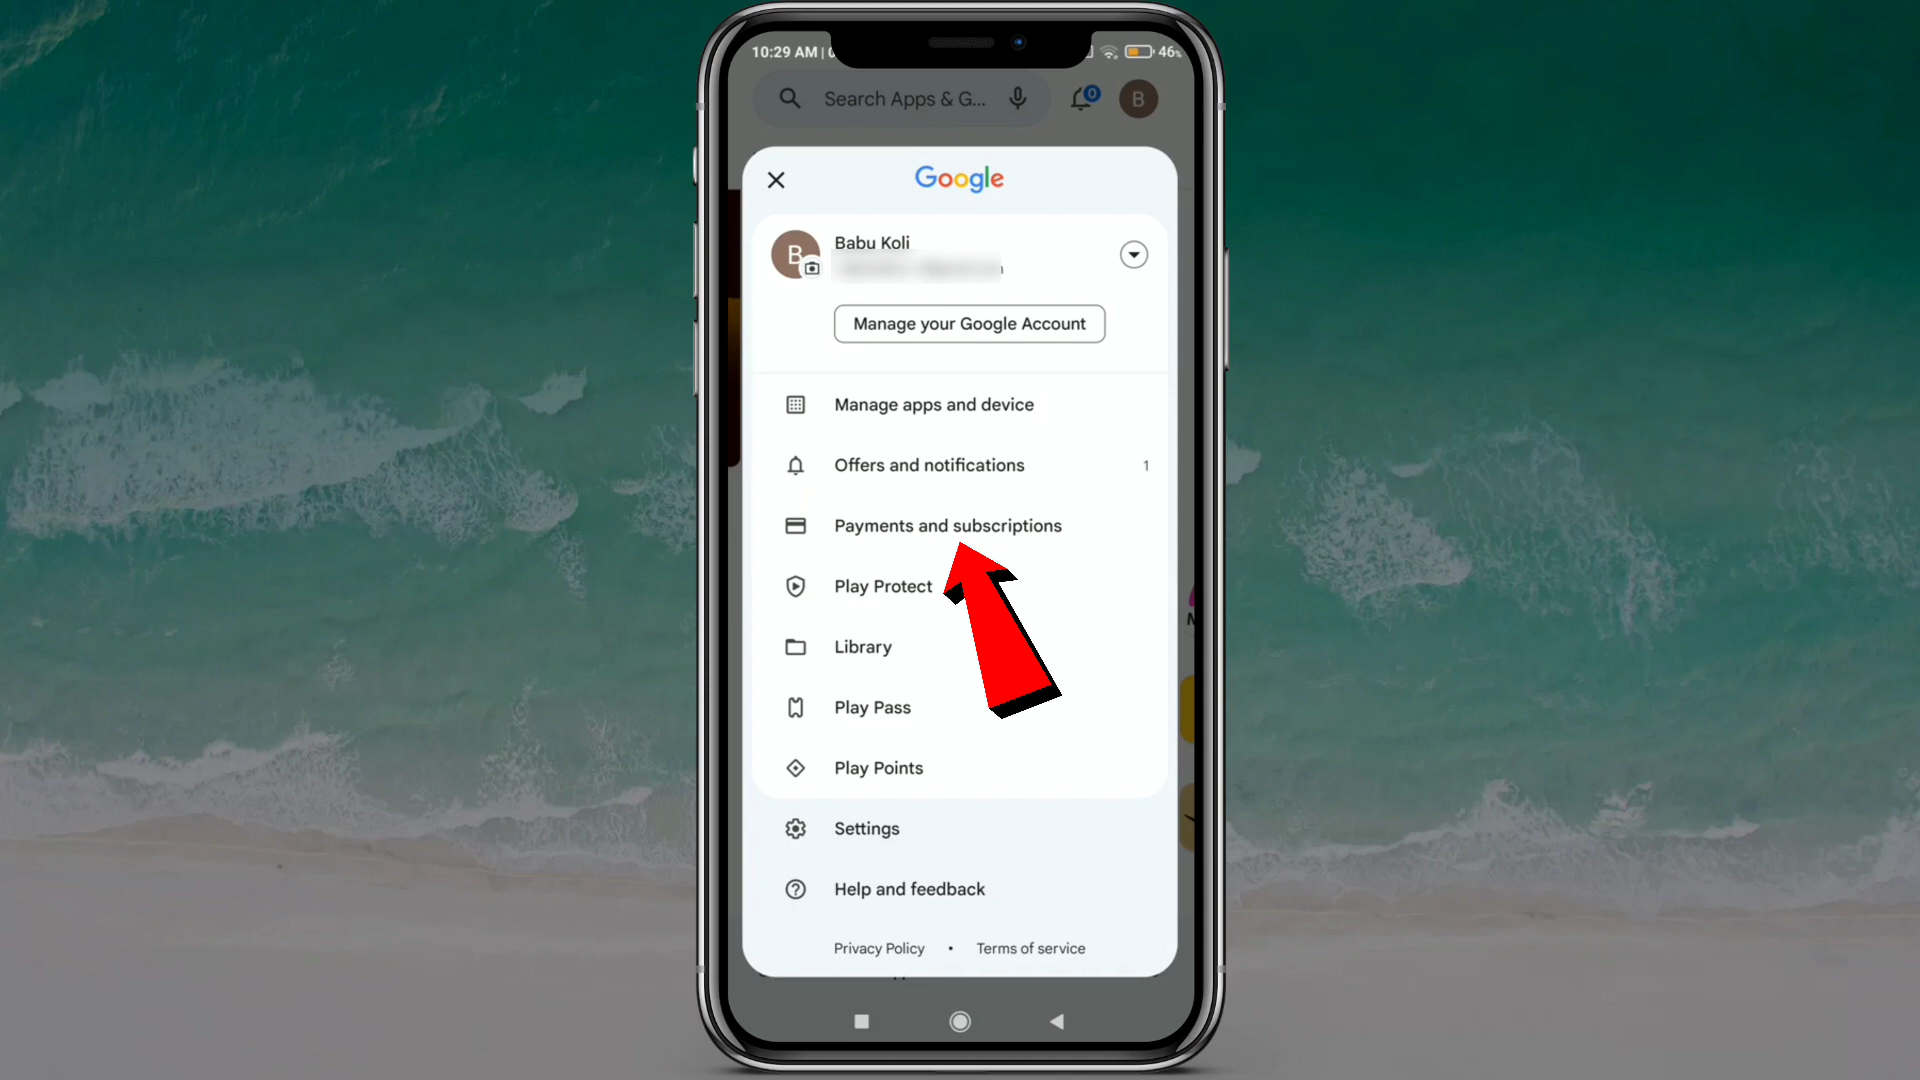 10:29 AM | 46%
Search Apps & G...
0
B
Google
B
Babu Koli
Manage your Google Account
Manage apps and device
Offers and notifications 1
Payments and subscriptions
Play Protect
Library
Play Pass
Play Points
Settings
Help and feedback
Privacy Policy • Terms of service